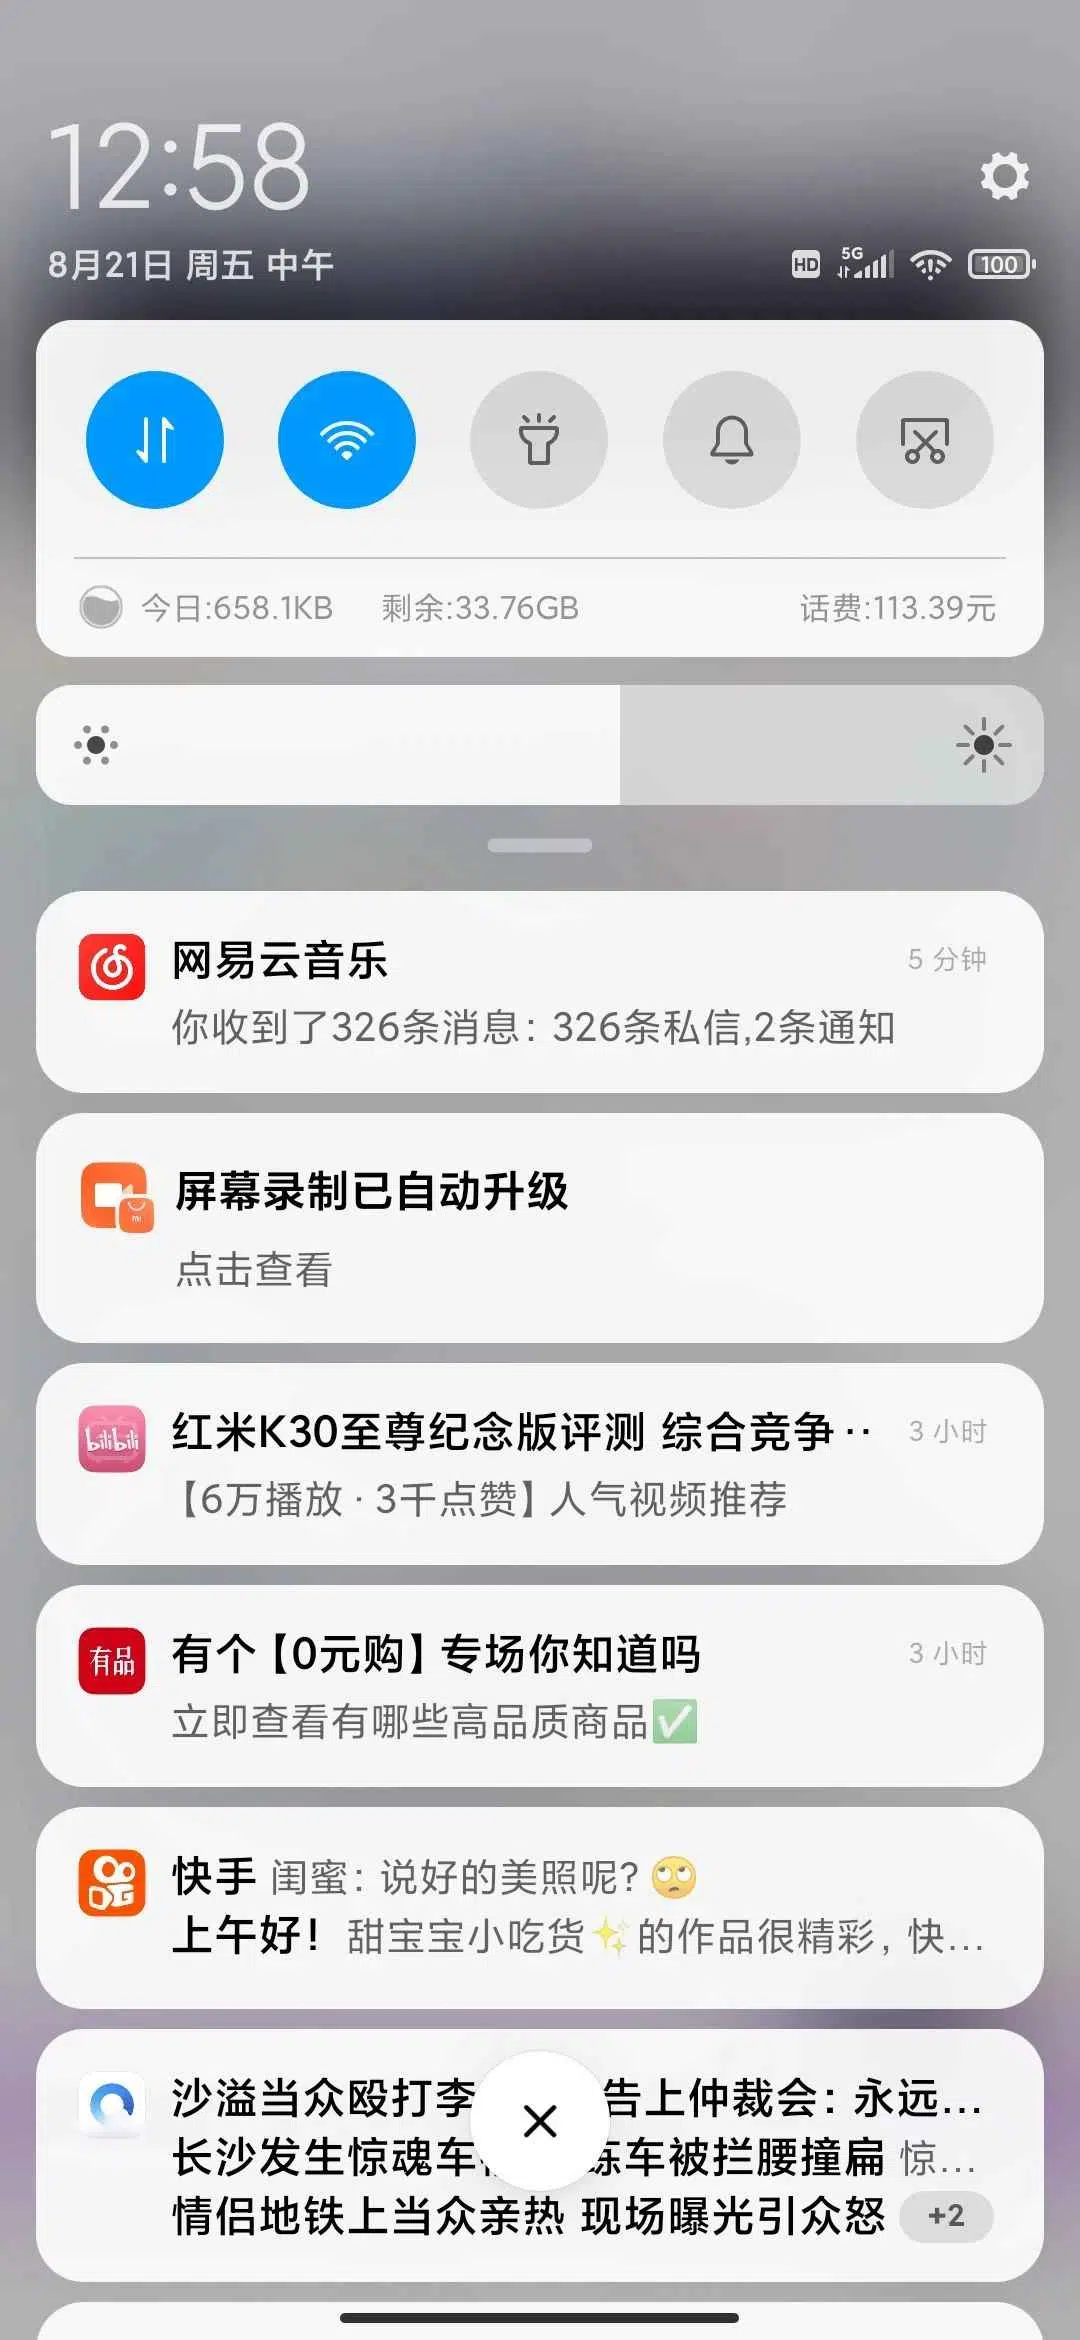 12:58
8月21日 周五 中午
HD 5G 100
今日:658.1KB 剩余:33.76GB 话费:113.39元
网易云音乐 5 分钟
你收到了326条消息: 326条私信,2条通知
屏幕录制已自动升级
点击查看
红米K30至尊纪念版评测 综合竞争·· 3 小时
bilibili
【6万播放 · 3千点赞】人气视频推荐
有个【0元购】专场你知道吗 3 小时
有品
立即查看有哪些高品质商品✅
快手 闺蜜: 说好的美照呢? 🙄
上午好! 甜宝宝小吃货✨的作品很精彩, 快...
沙溢当众殴打李 告上仲裁会: 永远...
长沙发生惊魂车 车被拦腰撞扁 惊...
情侣地铁上当众亲热 现场曝光引众怒 +2